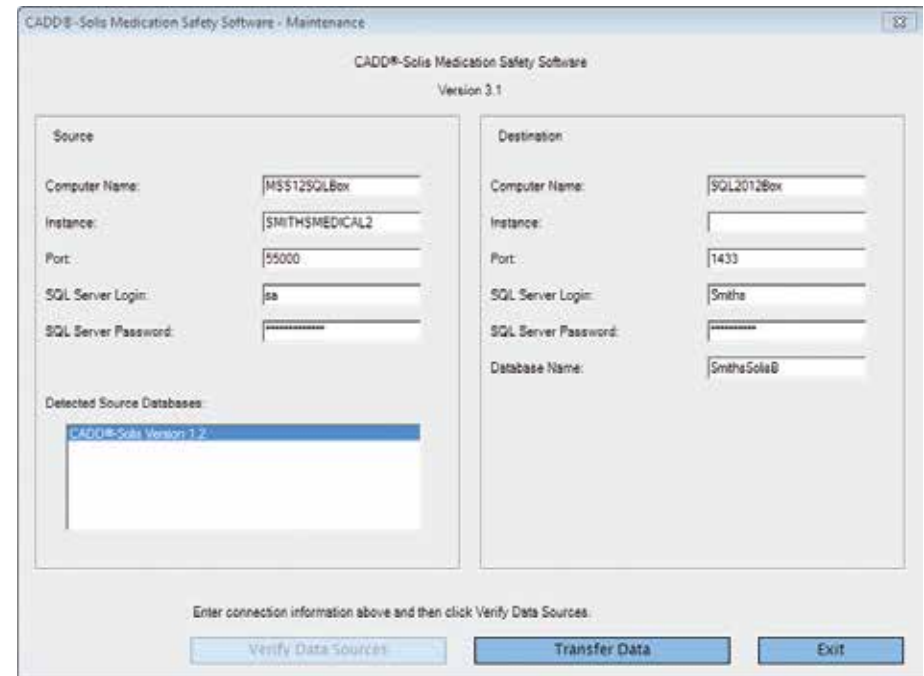 CADD®-Solis Medication Safety Software - Maintenance
CADD®-Solis Medication Safety Software
Version 3.1
Source
Computer Name: MSS12SQLBox
Instance: SMITHSMEDICAL2
Port: 55000
SQL Server Login: sa
SQL Server Password: *************
Detected Source Databases:
CADD®-Solis Version 1.2
Destination
Computer Name: SQL2012Box
Instance:
Port: 1433
SQL Server Login: Smiths
SQL Server Password: **********
Database Name: SmithsSolisB
Enter connection information above and then click Verify Data Sources.
Verify Data Sources
Transfer Data
Exit